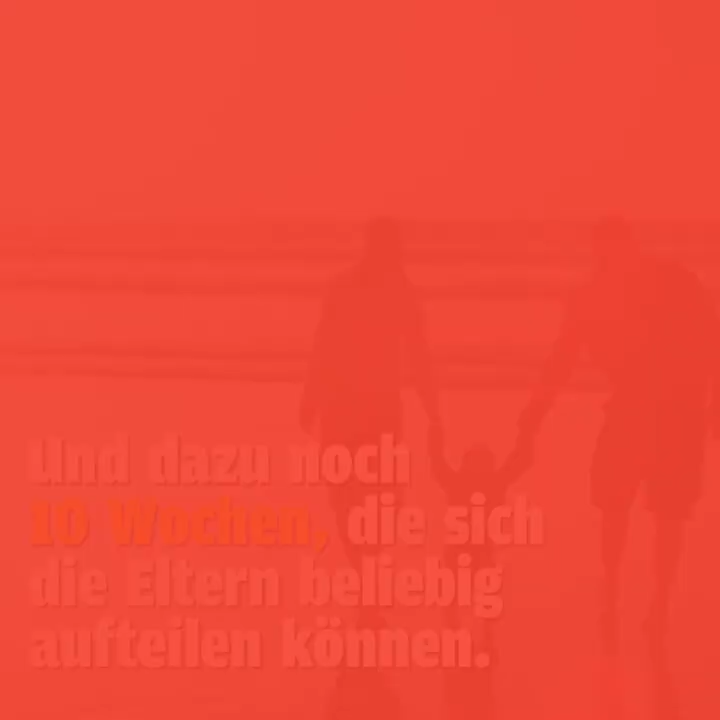 Und dazu noch
10 Wochen, die sich
die Eltern beliebig
aufteilen können.